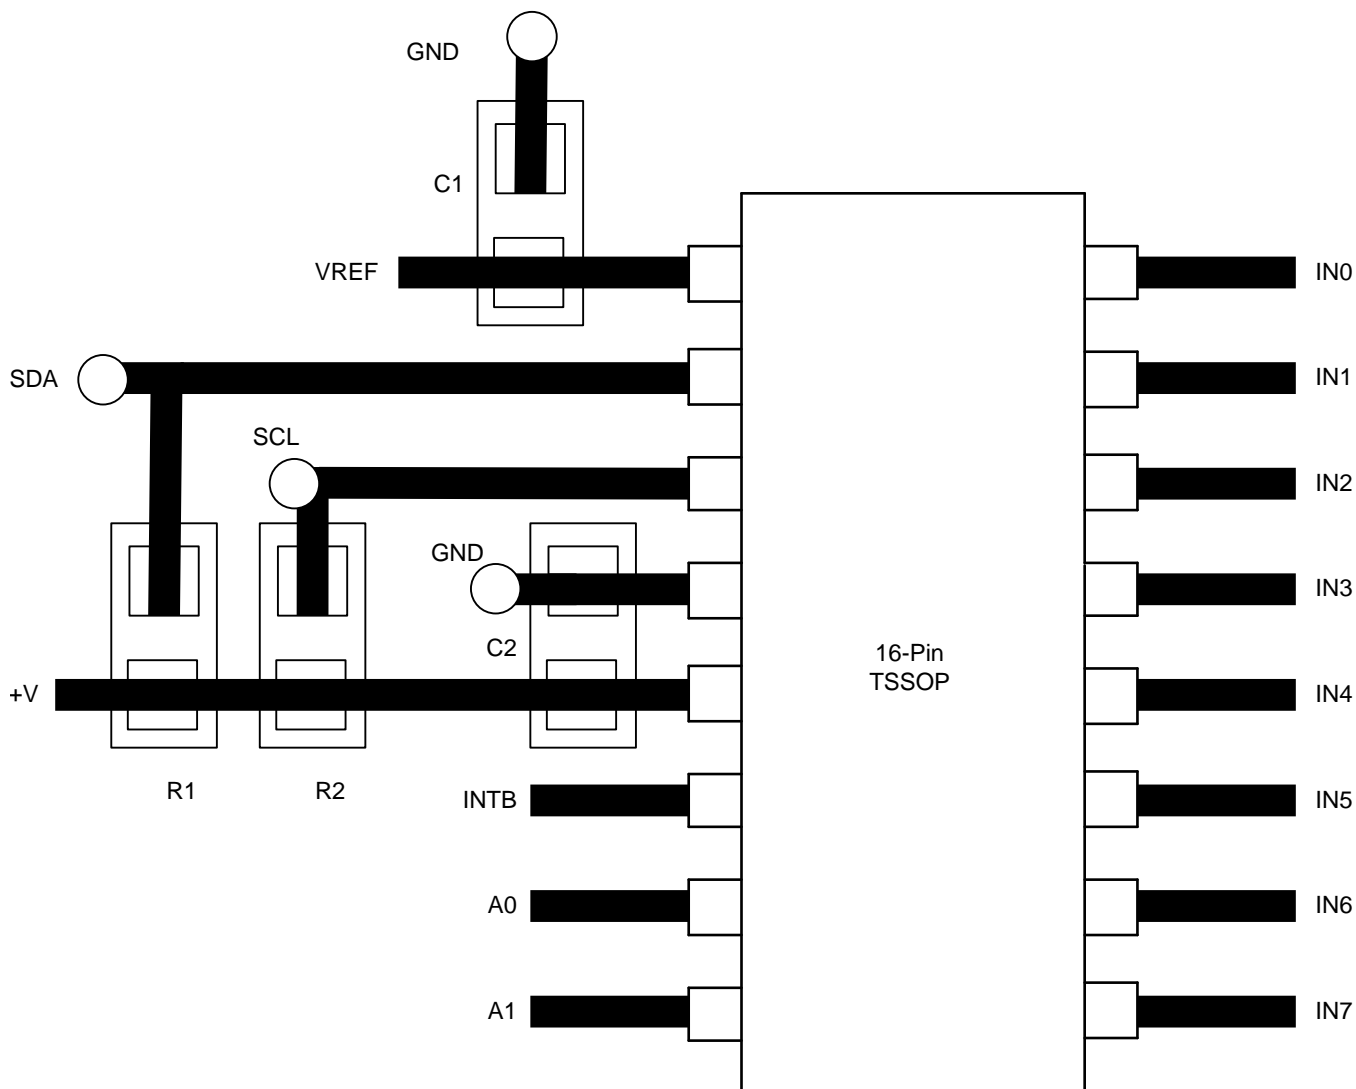 GND
C1
VREF
IN0
SDA
IN1
SCL
IN2
GND
IN3
C2
16-Pin
TSSOP
+V
IN4
R1
R2
INTB
IN5
A0
IN6
A1
IN7